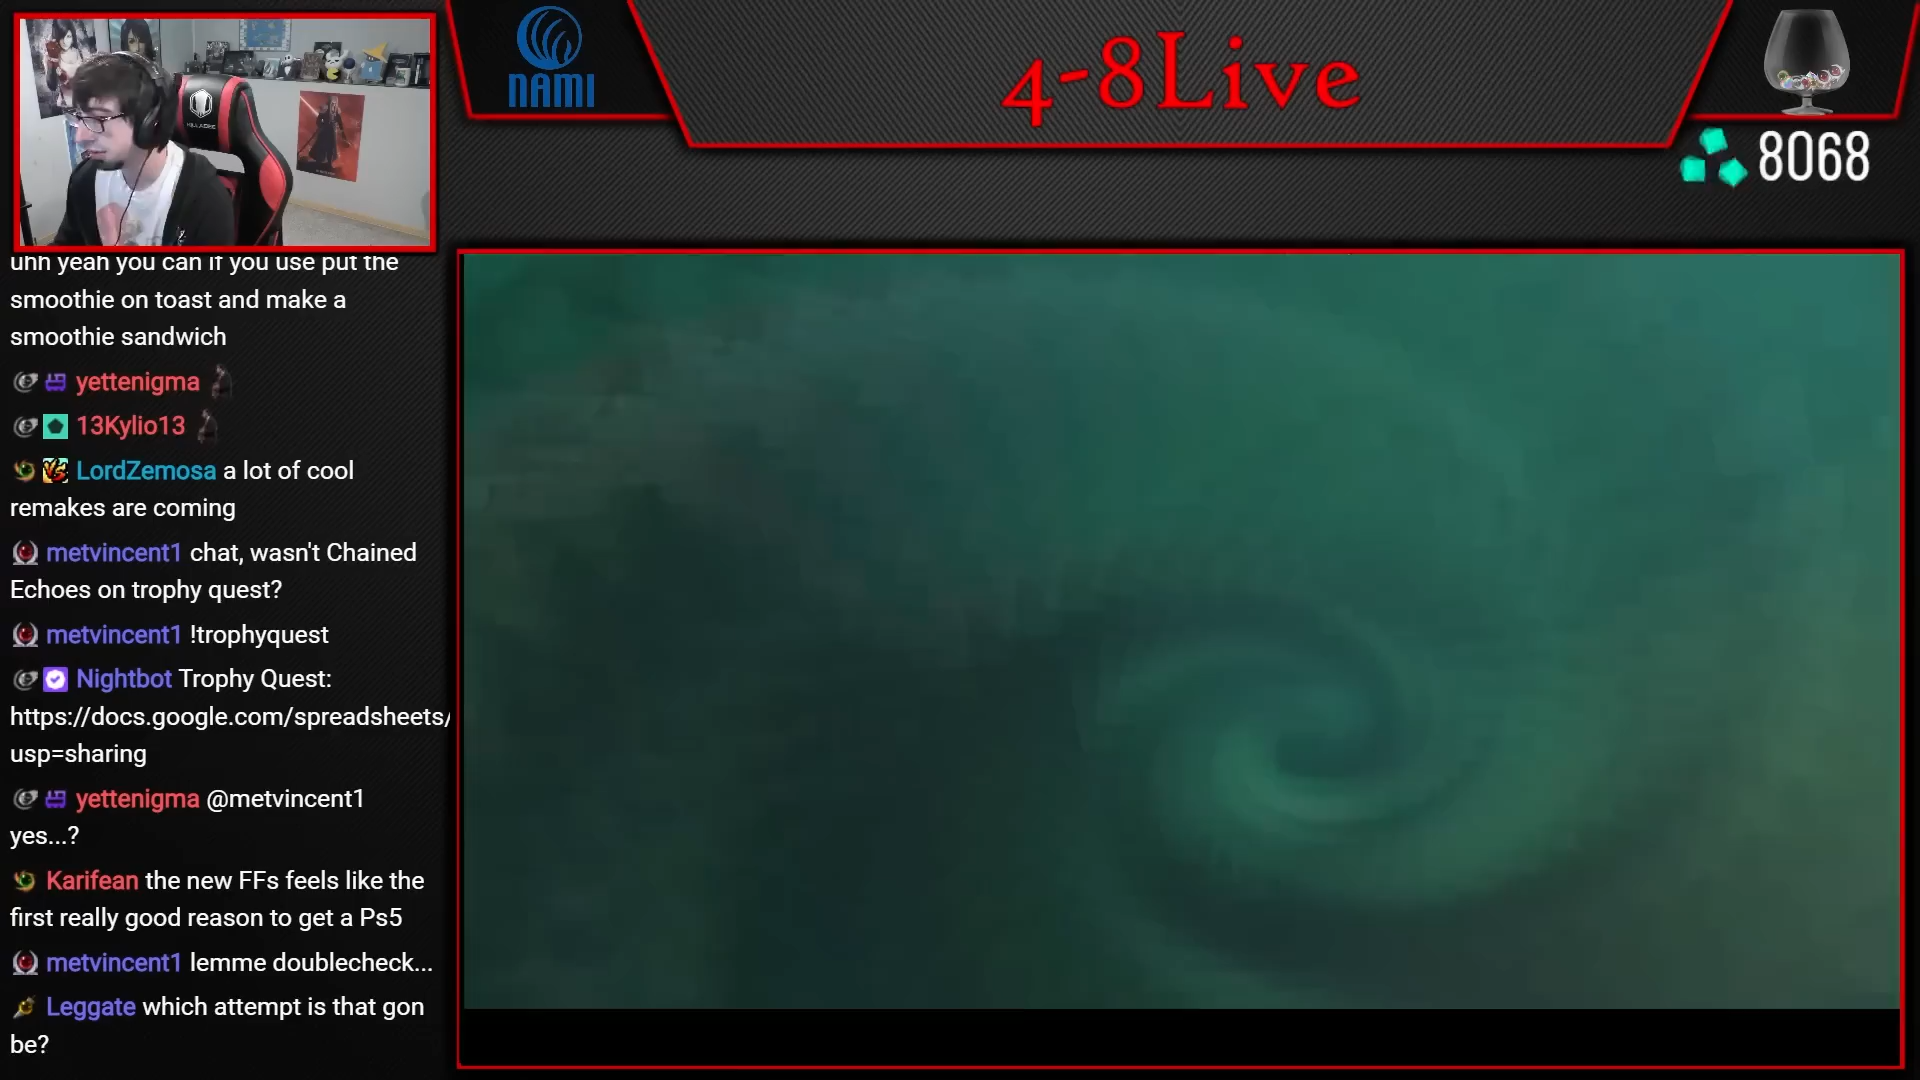 NAMI
4-8Live
8068
uhh yeah you can if you use put the
smoothie on toast and make a
smoothie sandwich
yettenigma
13Kylio13
LordZemosa a lot of cool
remakes are coming
metvincent1 chat, wasn't Chained
Echoes on trophy quest?
metvincent1 !trophyquest
Nightbot Trophy Quest:
https://docs.google.com/spreadsheets/
usp=sharing
yettenigma @metvincent1
yes...?
Karifean the new FFs feels like the
first really good reason to get a Ps5
metvincent1 lemme doublecheck...
Leggate which attempt is that gon
be?